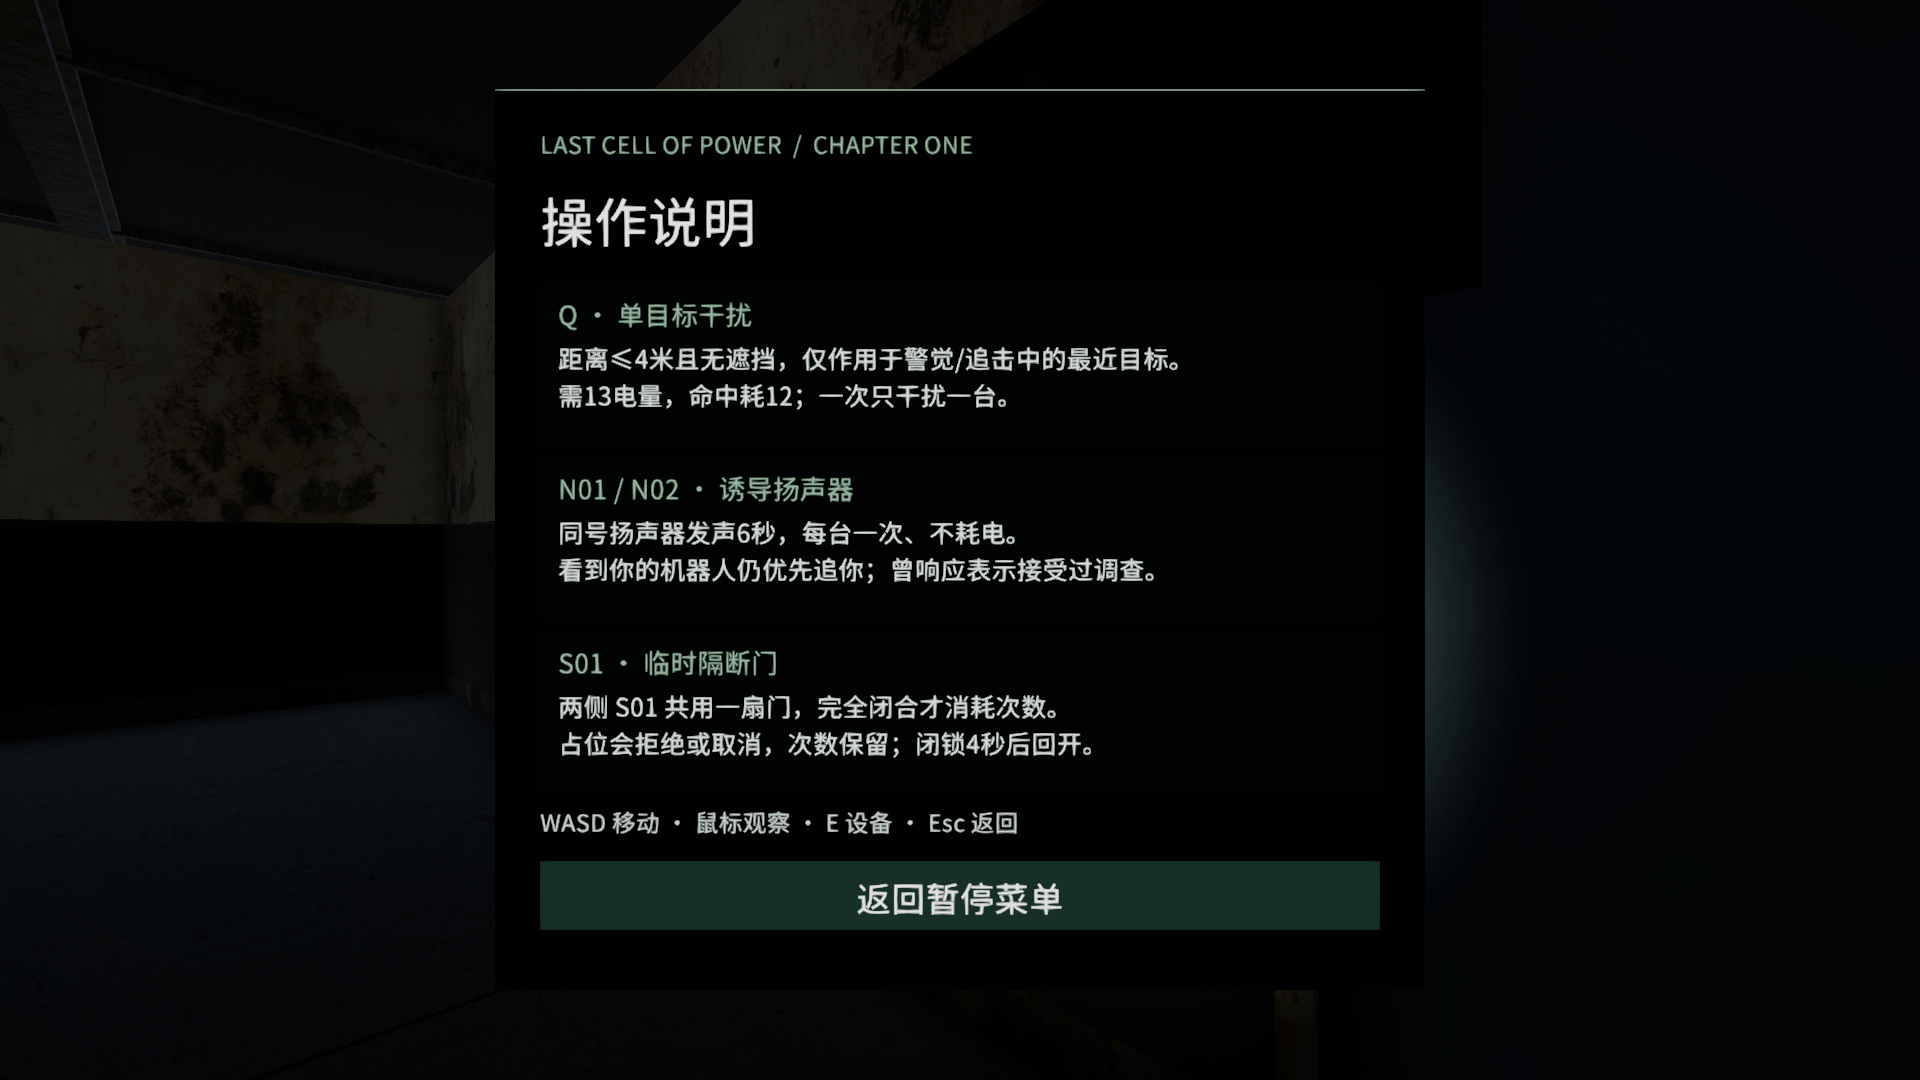 LAST CELL OF POWER / CHAPTER ONE
操作说明
Q · 单目标干扰
距离≤4米且无遮挡，仅作用于警觉/追击中的最近目标。
需13电量，命中耗12；一次只干扰一台。
N01 / N02 · 诱导扬声器
同号扬声器发声6秒，每台一次、不耗电。
看到你的机器人仍优先追你；曾响应表示接受过调查。
S01 · 临时隔断门
两侧 S01 共用一扇门，完全闭合才消耗次数。
占位会拒绝或取消，次数保留；闭锁4秒后回开。
WASD 移动 · 鼠标观察 · E 设备 · Esc 返回
返回暂停菜单